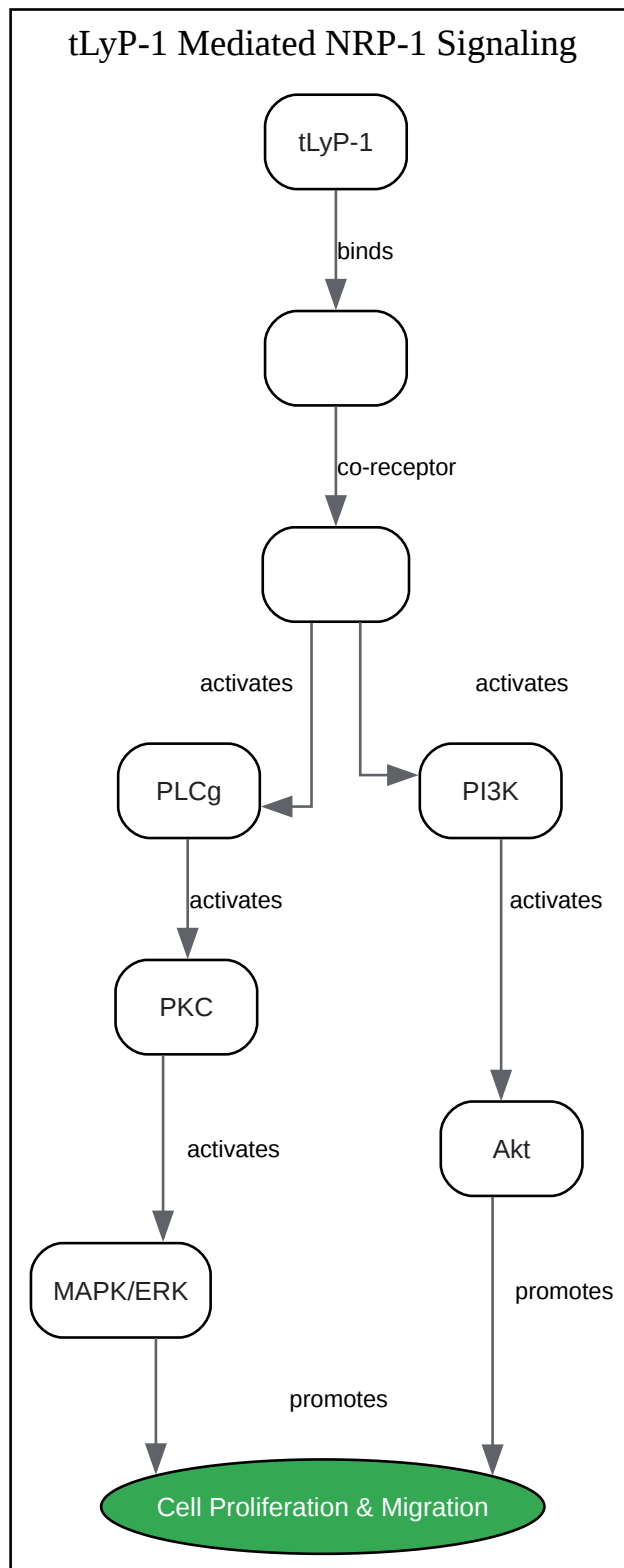 tLyP-1 Mediated NRP-1 Signaling
tLyP-1
binds
co-receptor
activates
activates
PLCg
PI3K
activates
activates
PKC
Akt
activates
MAPK/ERK
promotes
promotes
Cell Proliferation & Migration